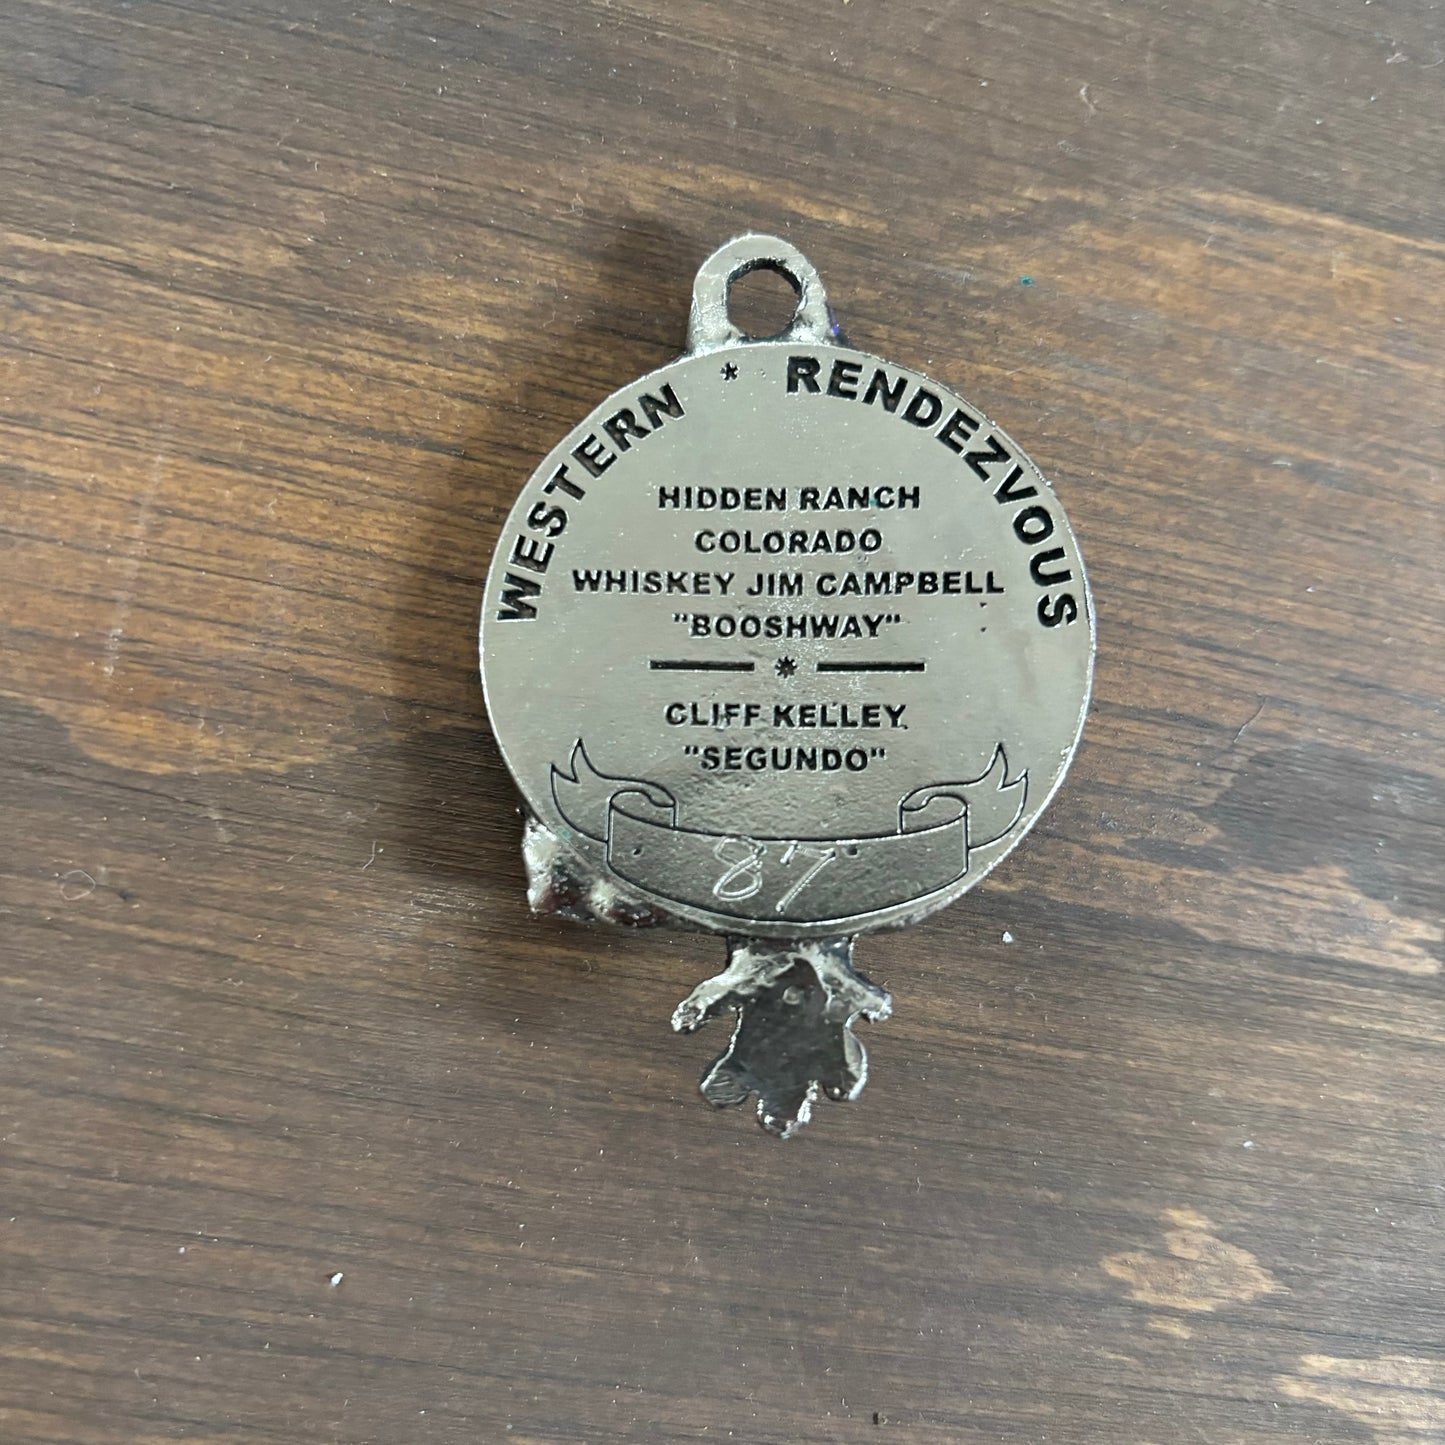 WESTERN * RENDEZVOUS
HIDDEN RANCH
COLORADO
WHISKEY JIM CAMPBELL
"BOOSHWAY"
*
CLIFF KELLEY
"SEGUNDO"
87